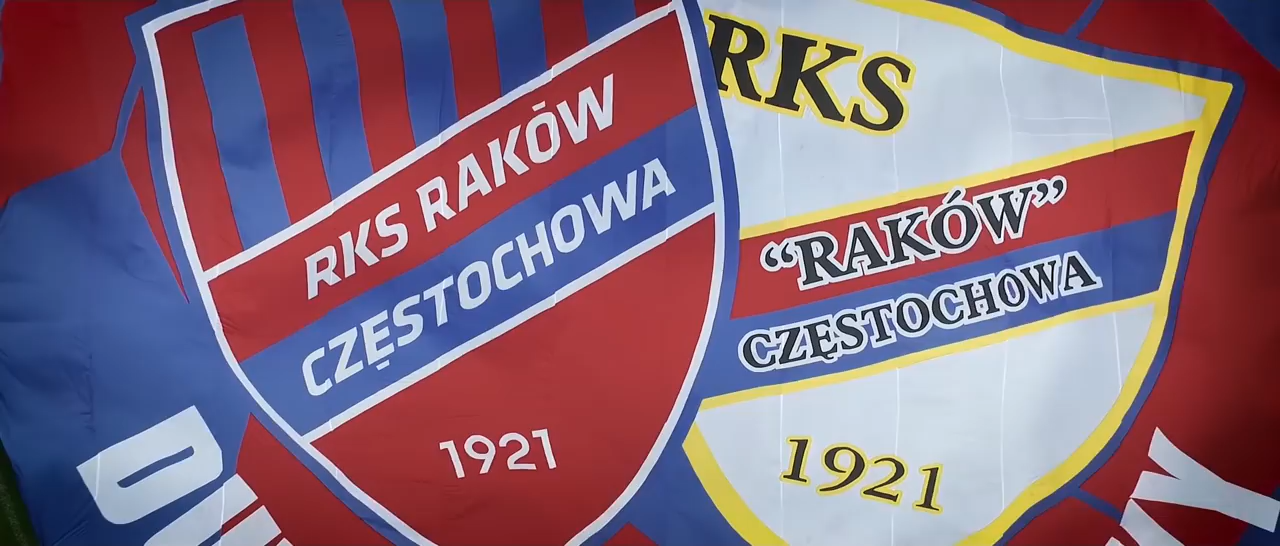 RKS RAKÓW
CZĘSTOCHOWA
1921
RKS
“RAKÓW”
CZĘSTOCHOWA
1921